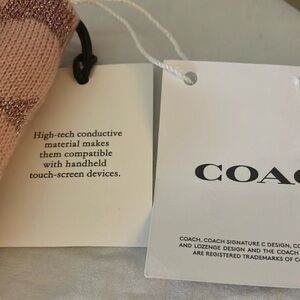 High-tech conductive
material makes
them compatible
with handheld
touch-screen devices.
COAC
COACH, COACH SIGNATURE C DESIGN, CO
AND LOZENGE DESIGN AND THE COACH
ARE REGISTERED TRADEMARKS OF C